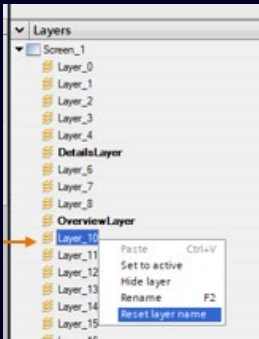 Layers
Screen_1
Layer_0
Layer_1
Layer_2
Layer_3
Layer_4
DetailsLayer
Layer_6
Layer_7
Layer_8
OverviewLayer
Layer_10
Layer_11
Layer_12
Layer_13
Layer_14
Layer_15
Paste Ctrl+V
Set to active
Hide layer
Rename F2
Reset layer name